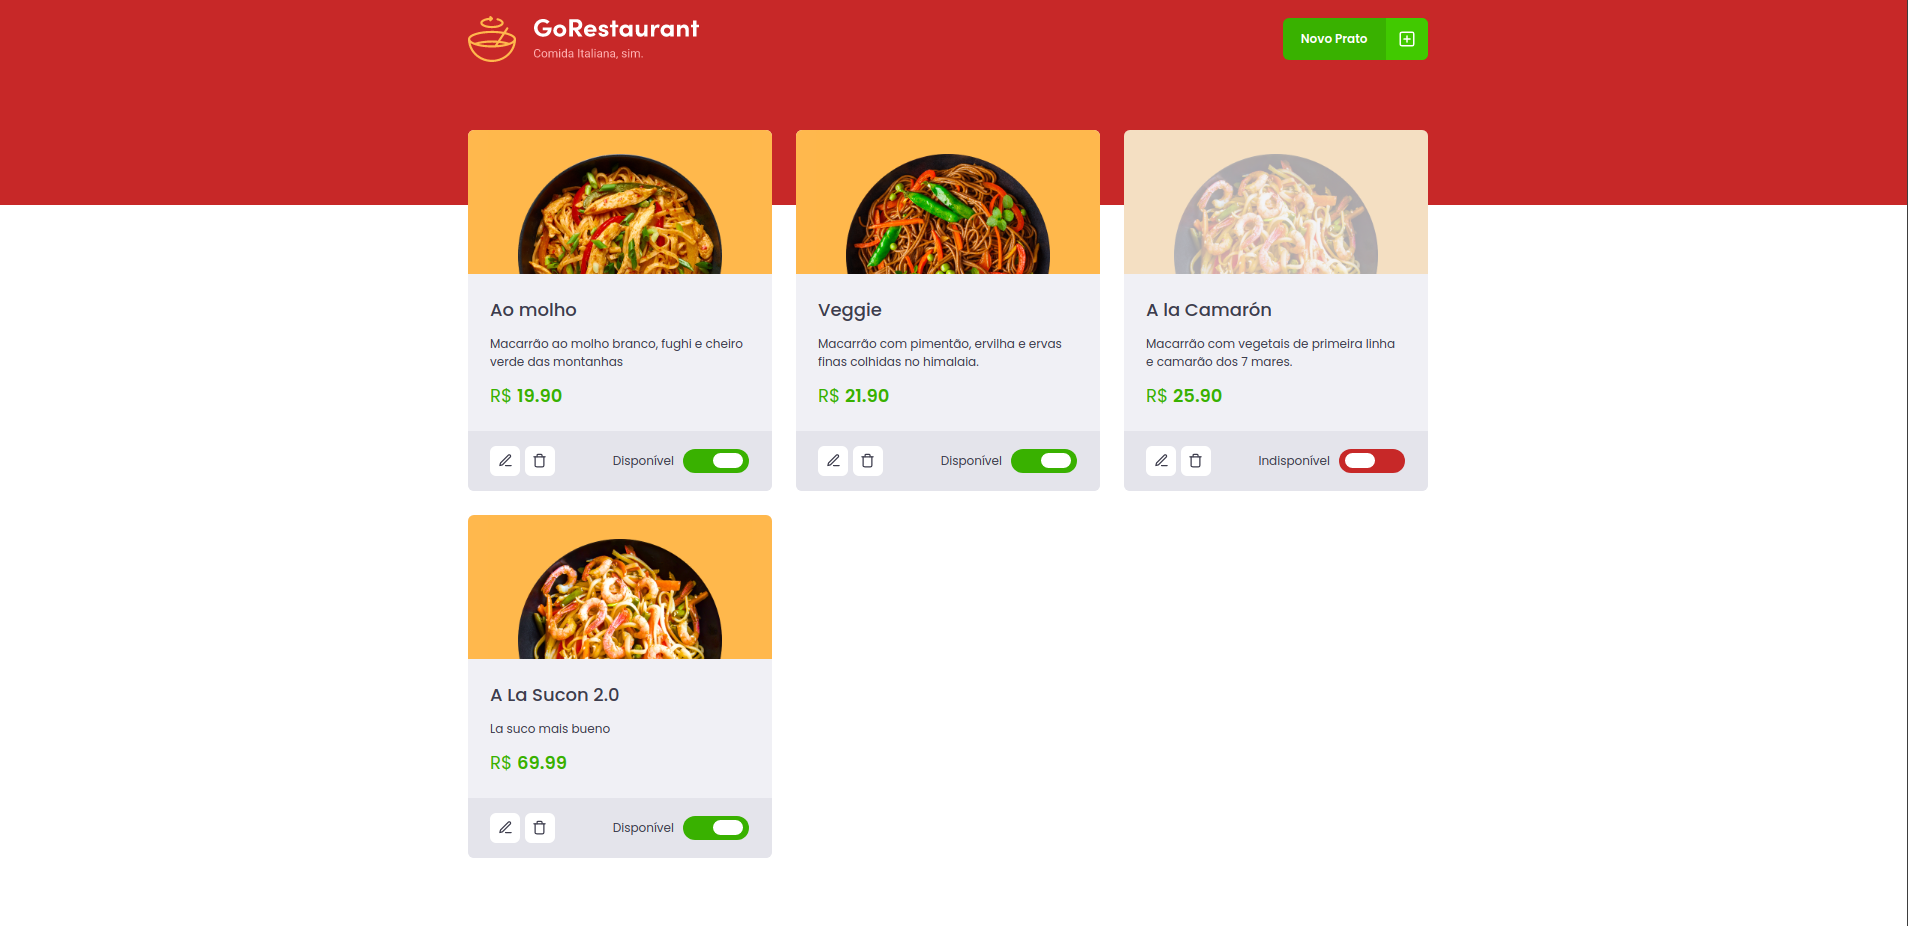 GoRestaurant
Comida Italiana, sim.
Novo Prato
Ao molho
Macarrão ao molho branco, fughi e cheiro
verde das montanhas
R$ 19.90
Disponível
Veggie
Macarrão com pimentão, ervilha e ervas
finas colhidas no himalaia.
R$ 21.90
Disponível
A la Camarón
Macarrão com vegetais de primeira linha
e camarão dos 7 mares.
R$ 25.90
Indisponível
A La Sucon 2.0
La suco mais bueno
R$ 69.99
Disponível